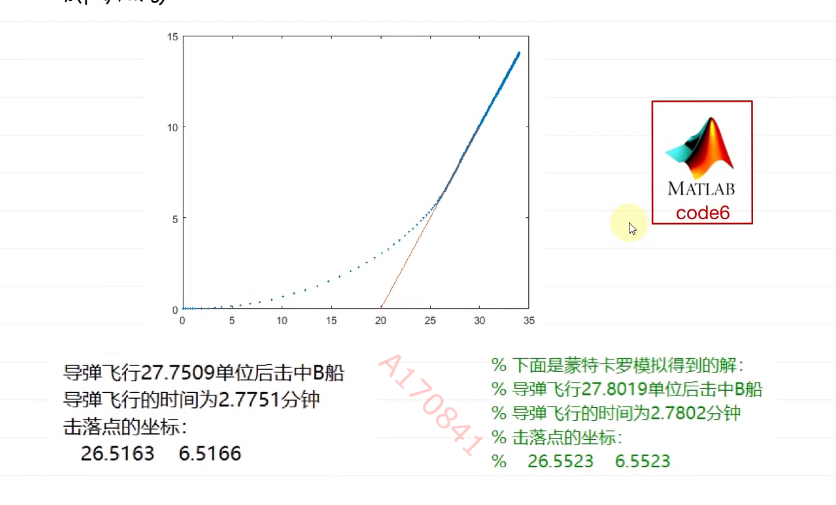 15
10
5
0
0 5 10 15 20 25 30 35
MATLAB
code6
导弹飞行27.7509单位后击中B船
导弹飞行的时间为2.7751分钟
击落点的坐标：
26.5163 6.5166
A170841
% 下面是蒙特卡罗模拟得到的解：
% 导弹飞行27.8019单位后击中B船
% 导弹飞行的时间为2.7802分钟
% 击落点的坐标：
% 26.5523 6.5523